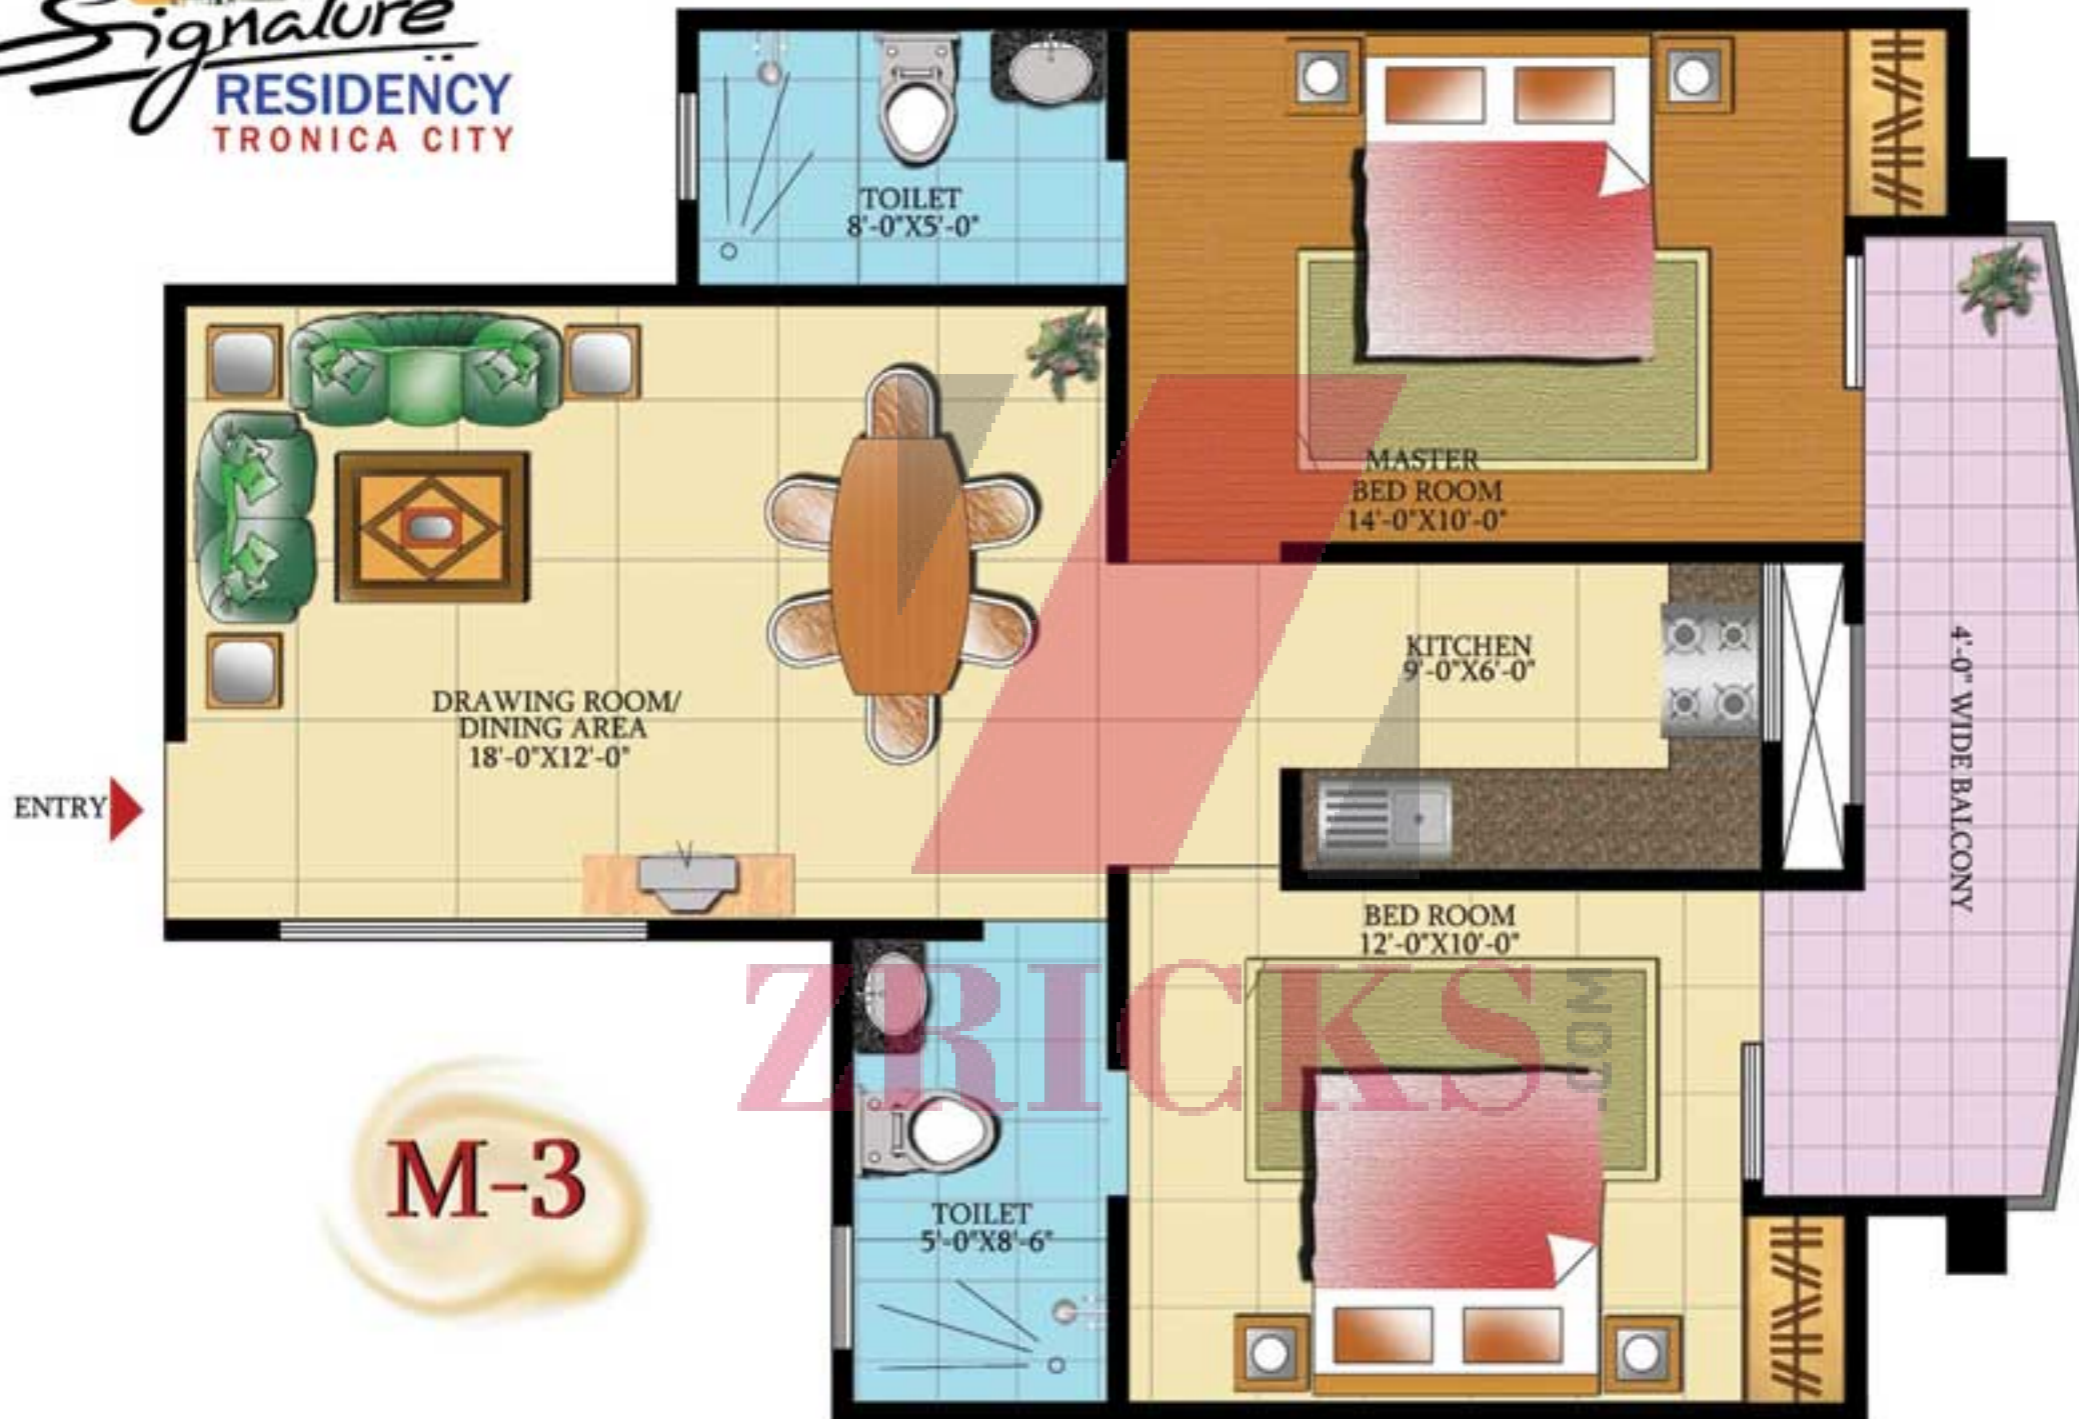 Signature
RESIDENCY
TRONICA CITY
TOILET
8'-0"X5'-0"
MASTER
BED ROOM
14'-0"X10'-0"
KITCHEN
9'-0"X6'-0"
4'-0" WIDE BALCONY
DRAWING ROOM/
DINING AREA
18'-0"X12'-0"
ENTRY
BED ROOM
12'-0"X10'-0"
ZRICKS
.COM
M-3
TOILET
5'-0"X8'-6"